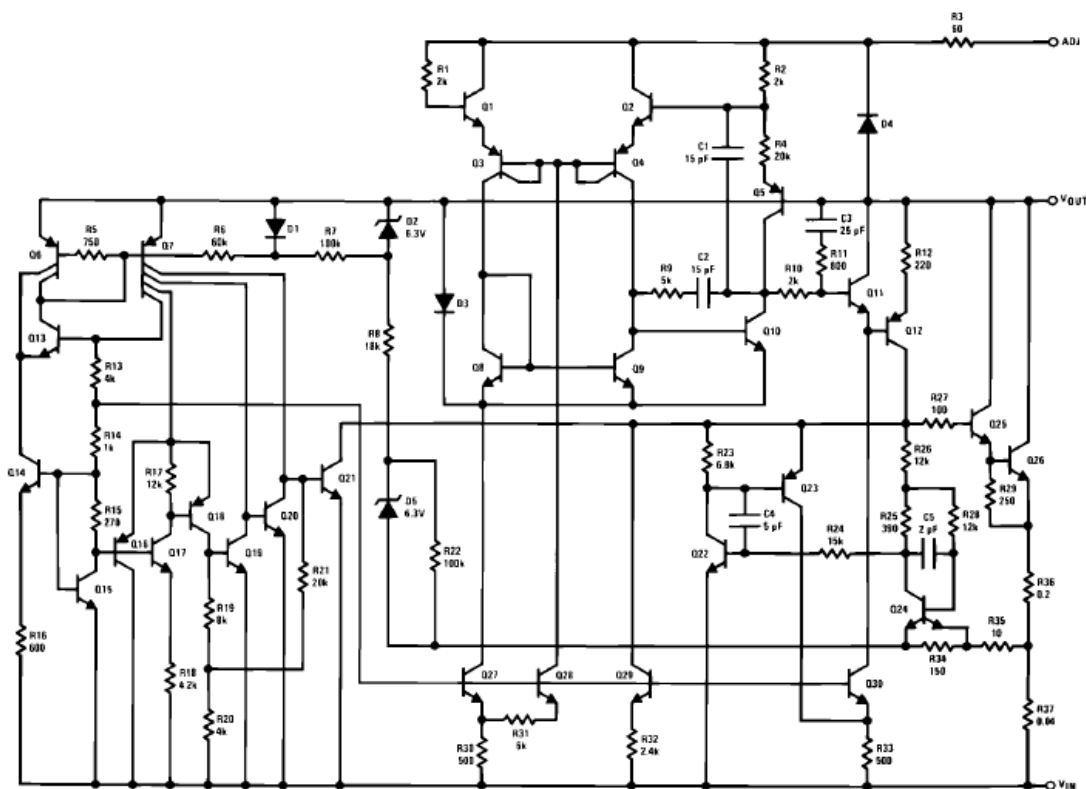 R3
50
ADJ
R1
2k
R2
2k
Q1
Q2
D4
C1
15 pF
R4
20k
Q3
Q4
Q5
VOUT
R5
750
Q6
Q7
R6
60k
D1
R7
100k
D2
6.3V
C3
25 pF
R12
220
R11
600
R9
5k
C2
15 pF
R10
2k
Q11
D3
Q13
R8
18k
Q10
Q12
R13
4k
Q8
Q9
R27
100
Q25
R14
1k
R23
6.8k
R26
12k
Q26
Q14
R17
12k
Q21
Q23
R29
250
R15
270
Q18
D5
6.3V
C4
5 pF
R24
15k
R25
390
C5
2 pF
R28
12k
Q20
Q16
Q17
Q19
R22
100k
Q22
Q15
R21
20k
R36
0.2
R19
8k
Q24
R35
10
R16
600
R34
150
R18
4.2k
Q27
Q28
Q29
Q30
R20
4k
R31
6k
R37
0.04
R30
500
R32
2.4k
R33
500
VIN